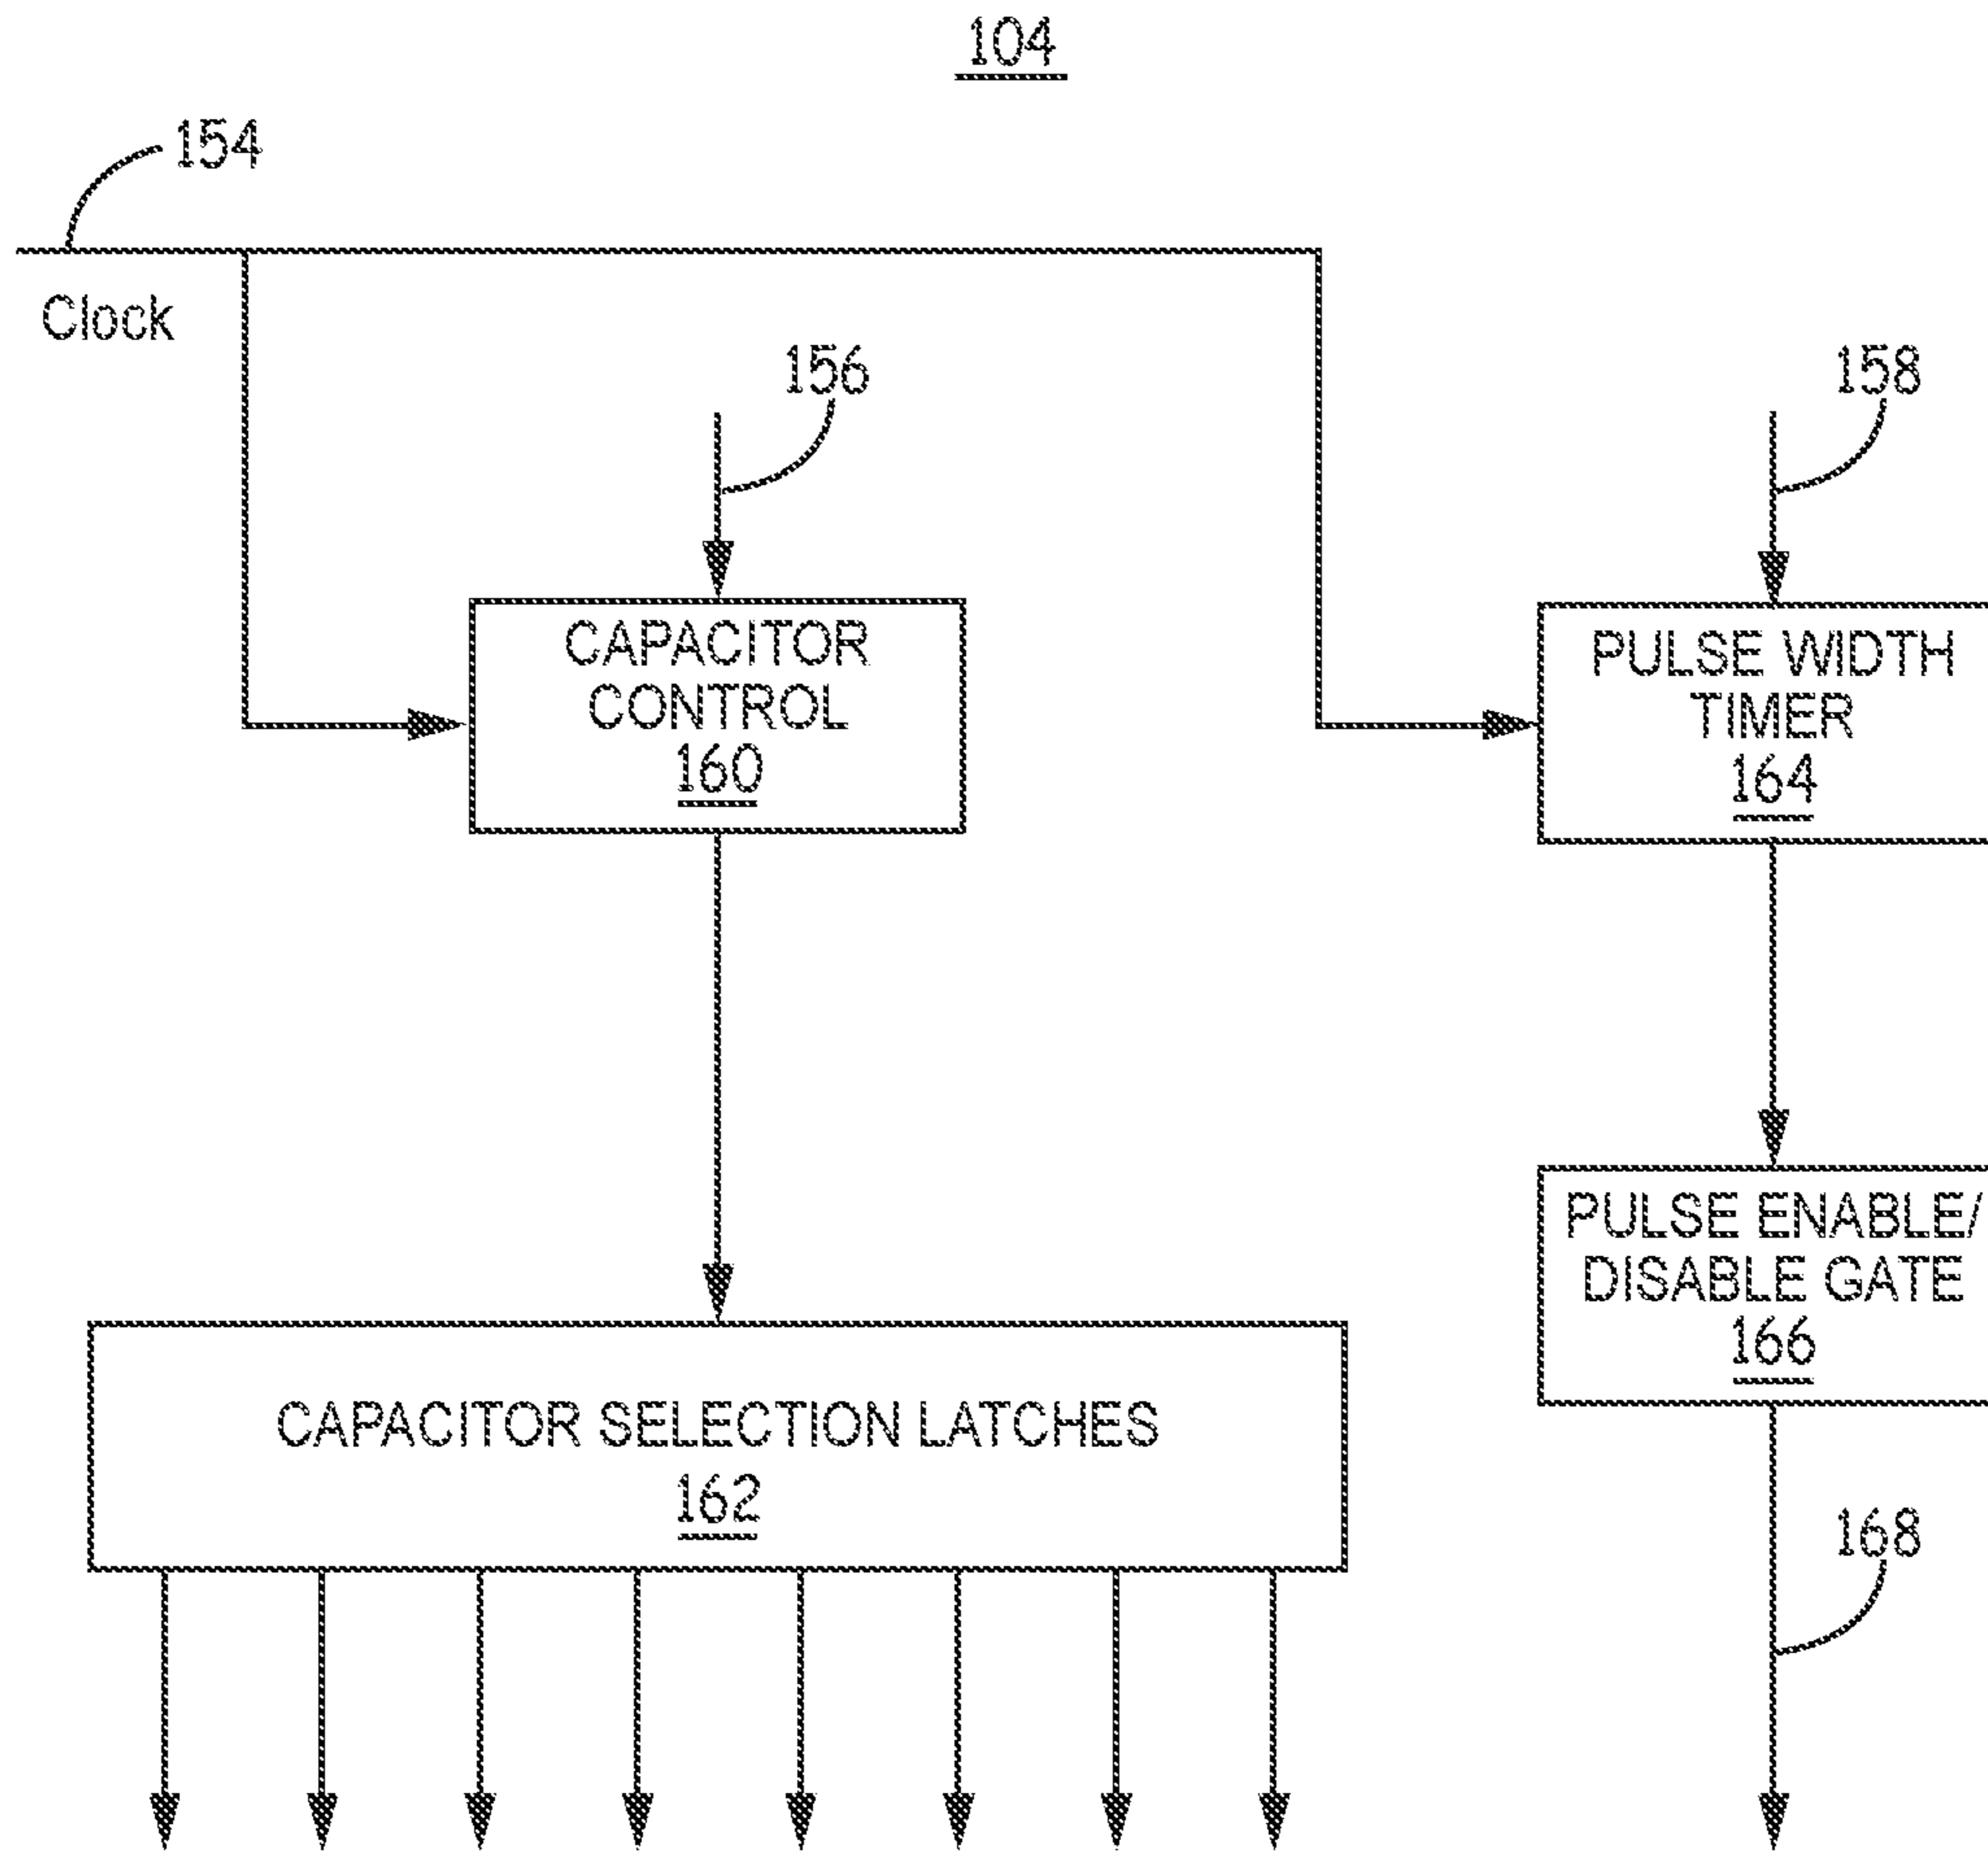 104
154
Clock
156
158
CAPACITOR
CONTROL
160
PULSE WIDTH
TIMER
164
PULSE ENABLE/
DISABLE GATE
166
CAPACITOR SELECTION LATCHES
162
168